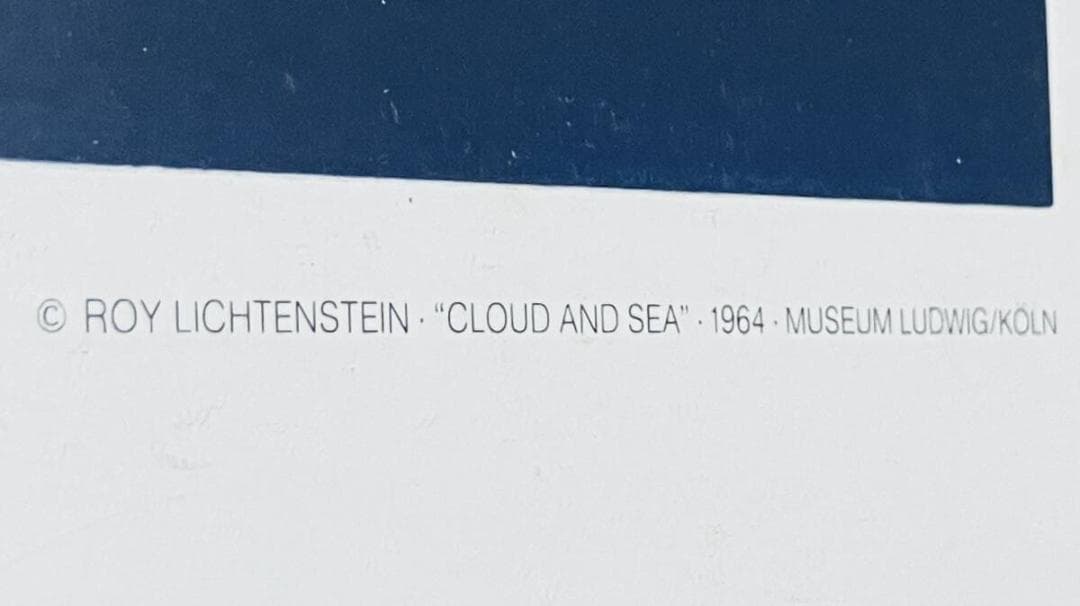 © ROY LICHTENSTEIN · “CLOUD AND SEA” · 1964 · MUSEUM LUDWIG/KÖLN